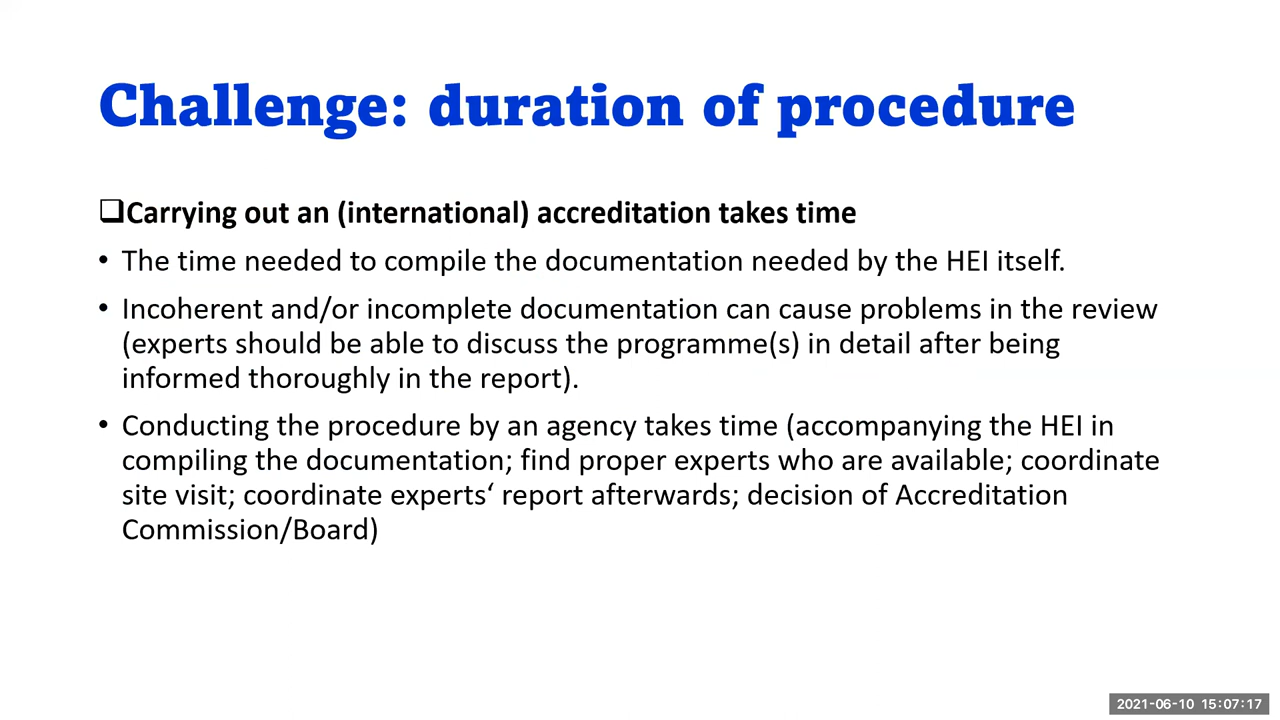 Challenge: duration of procedure
❑Carrying out an (international) accreditation takes time
• The time needed to compile the documentation needed by the HEI itself.
• Incoherent and/or incomplete documentation can cause problems in the review
(experts should be able to discuss the programme(s) in detail after being
informed thoroughly in the report).
• Conducting the procedure by an agency takes time (accompanying the HEI in
compiling the documentation; find proper experts who are available; coordinate
site visit; coordinate experts‘ report afterwards; decision of Accreditation
Commission/Board)
2021-06-10 15:07:17